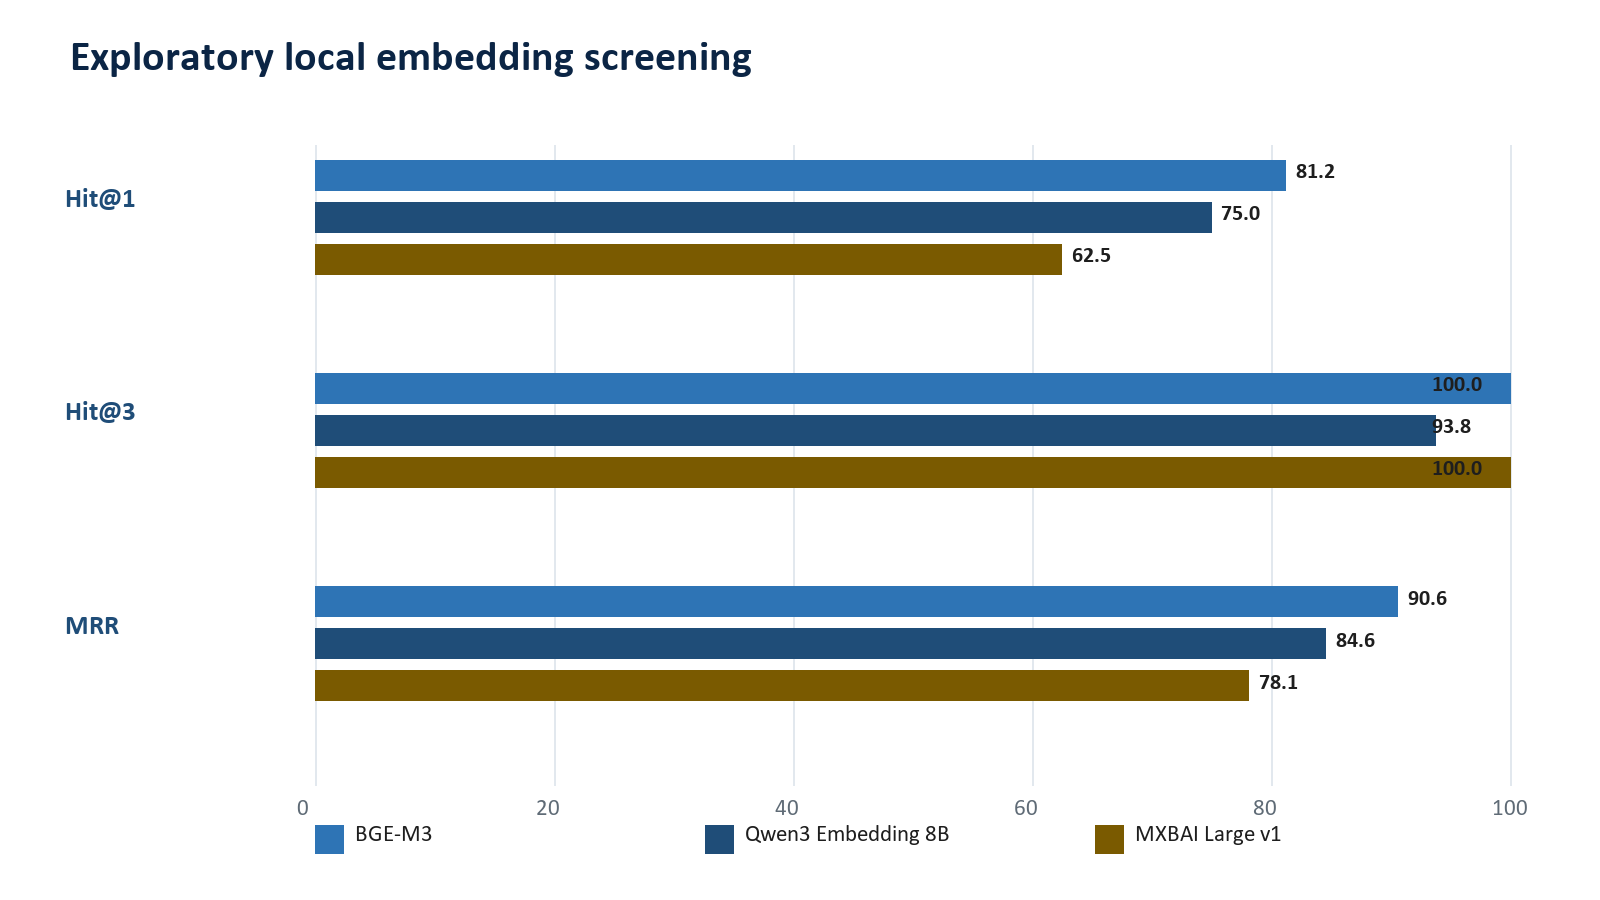 Exploratory local embedding screening
Hit@1
81.2
75.0
62.5
Hit@3
100.0
93.8
100.0
MRR
90.6
84.6
78.1
0 20 40 60 80 100
BGE-M3 Qwen3 Embedding 8B MXBAI Large v1